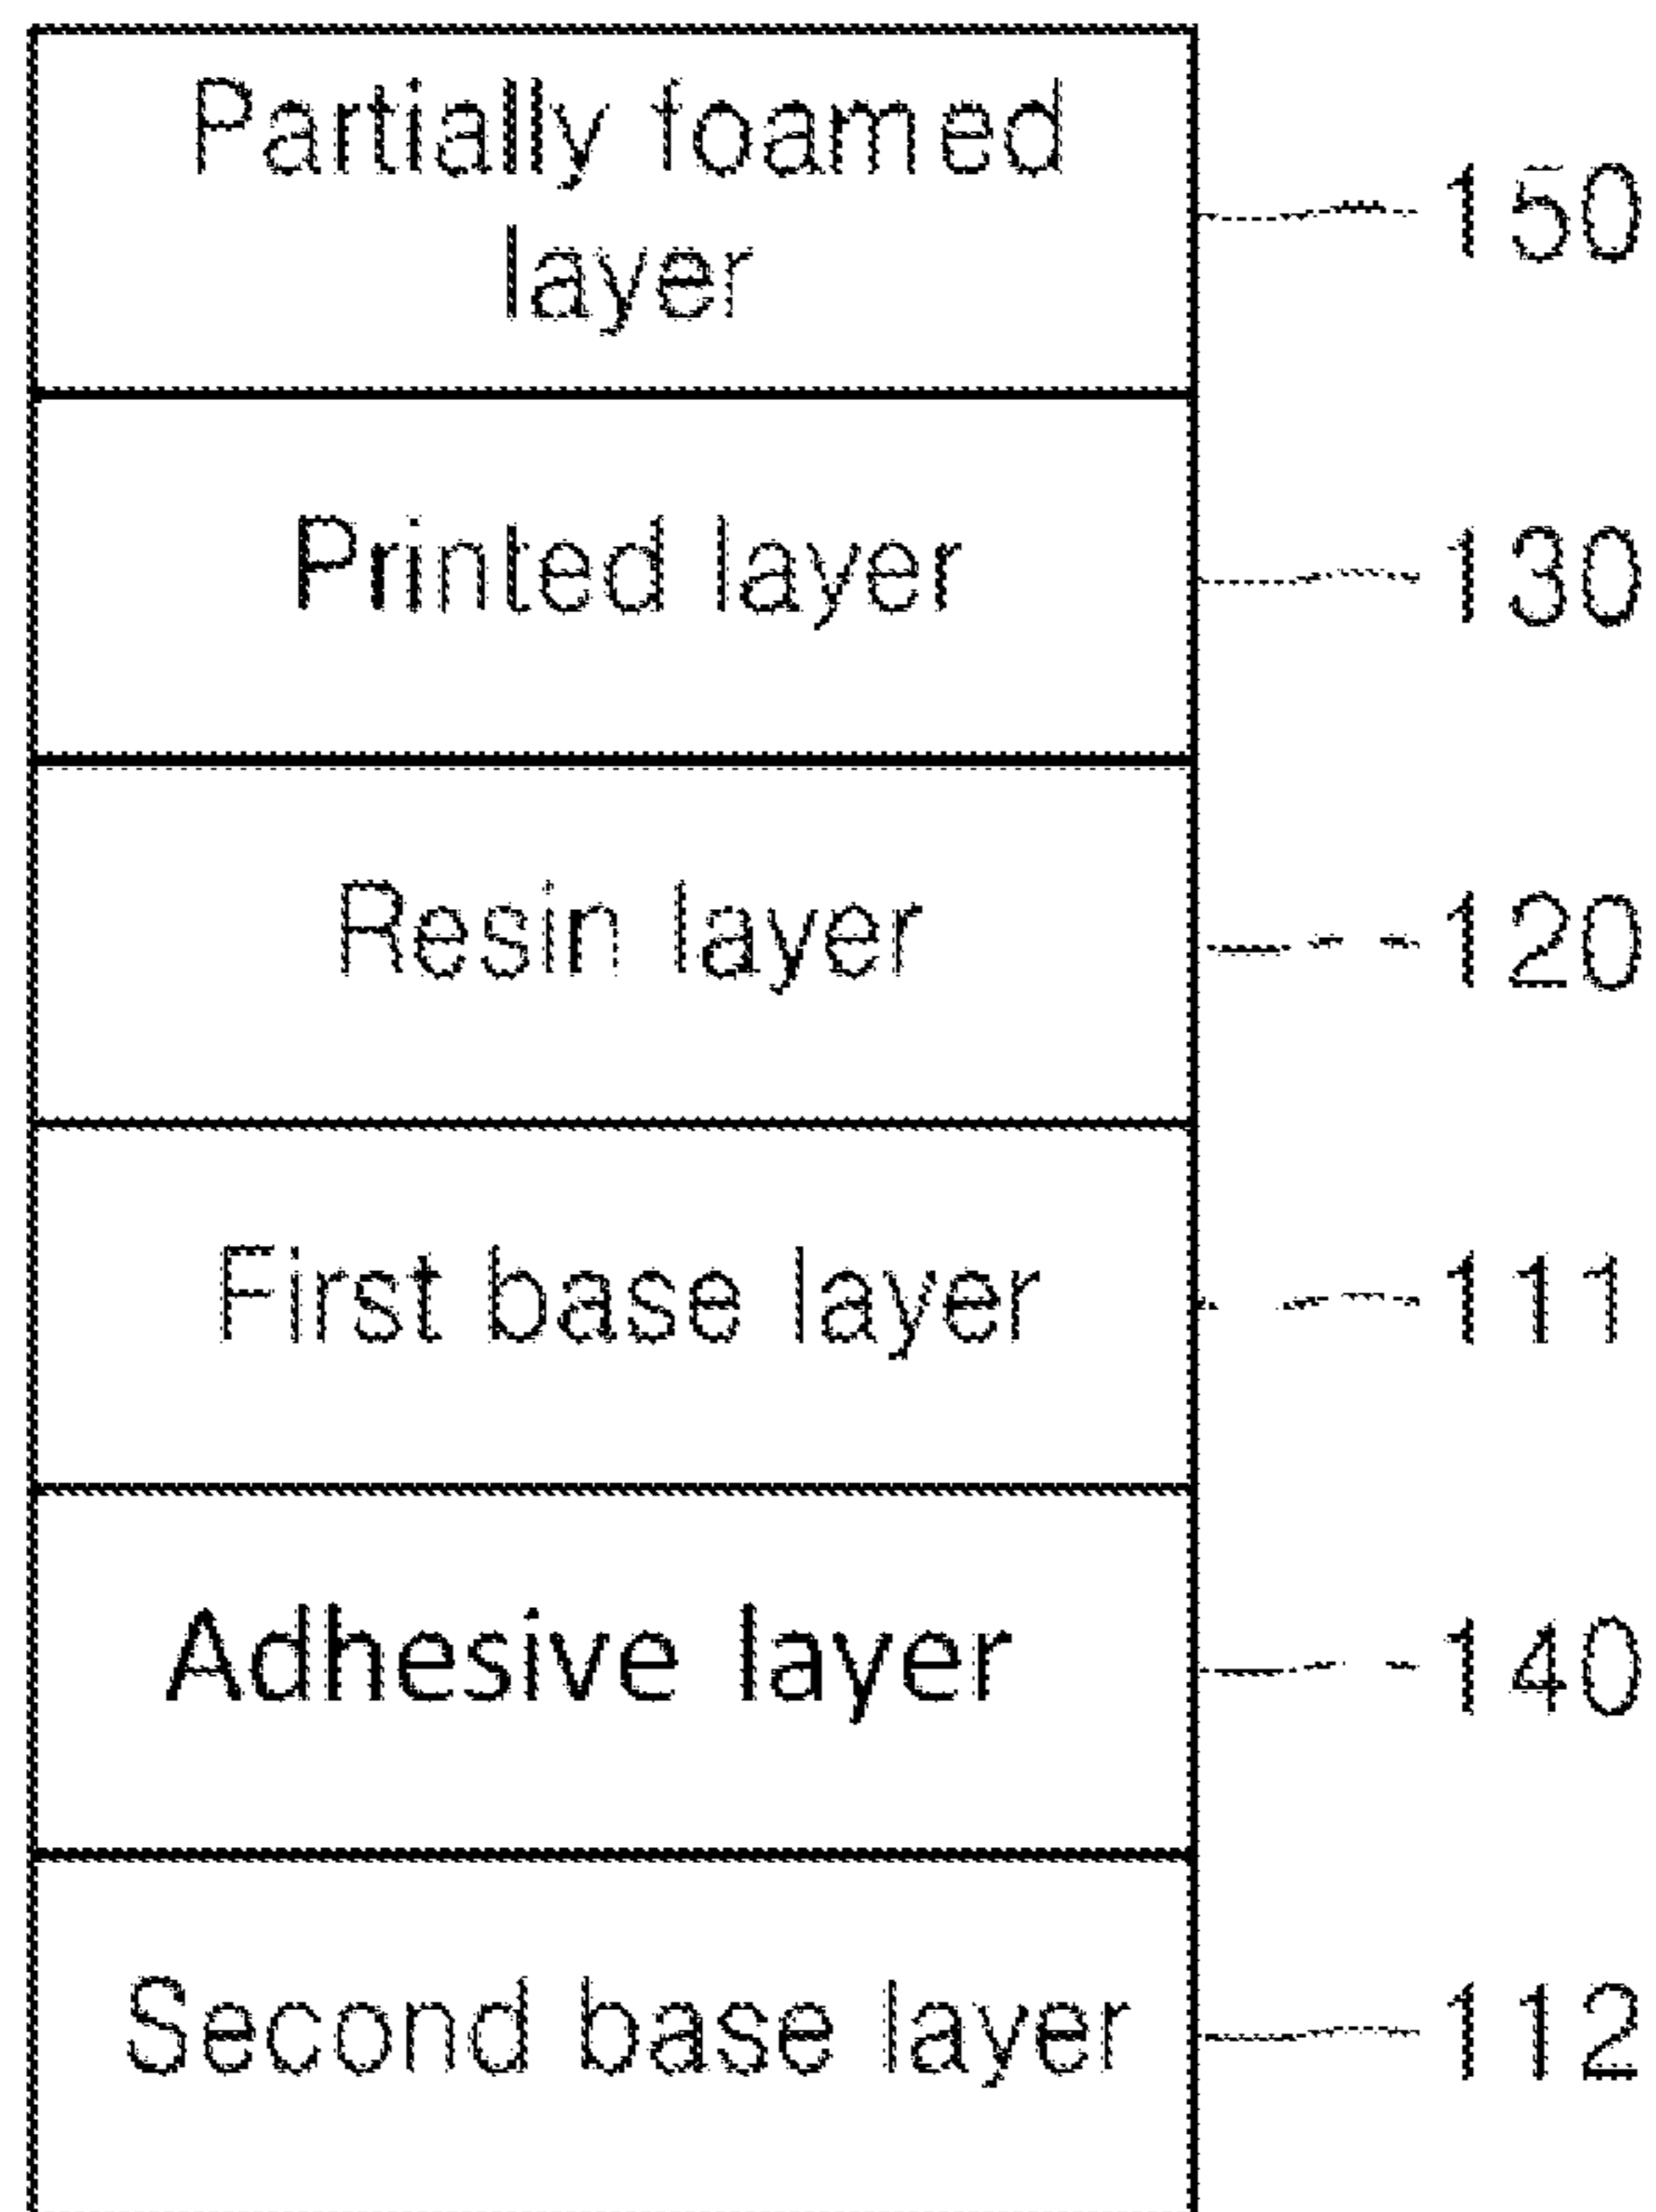 Partially foamed
layer
150
Printed layer
130
Resin layer
120
First base layer
111
Adhesive layer
140
Second base layer
112